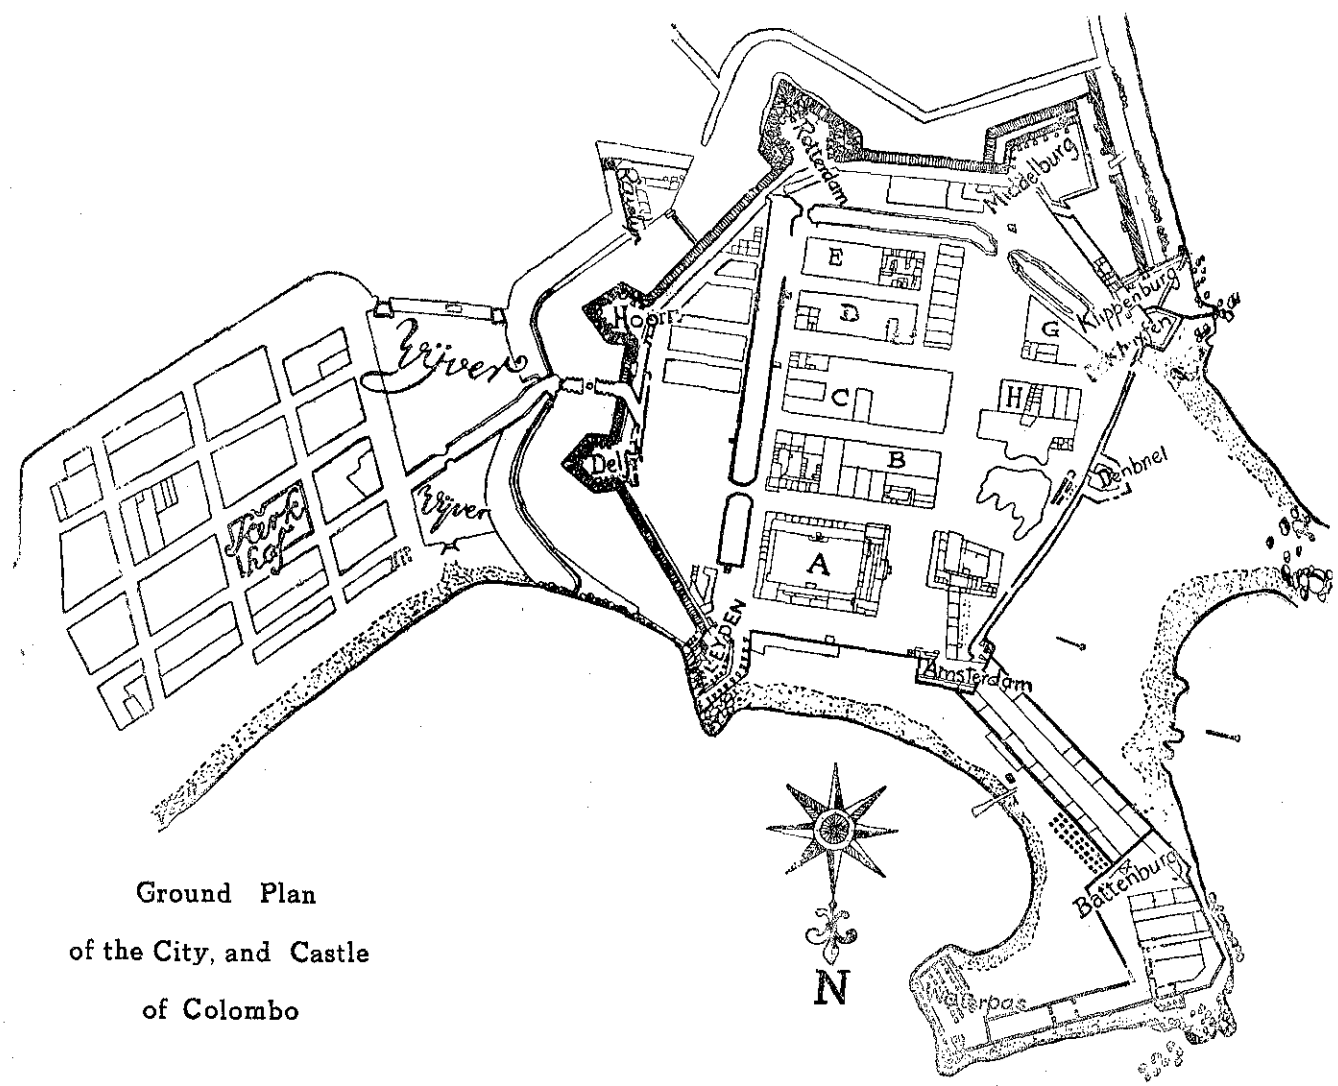 Rotterdam
Middelburg
E
Hoorn
D
Klippenburg
G
Vijver
C
H
Delft
B
Denbriel
Vijver
A
LEYDEN
Amsterdam
Battenburg
Ground Plan
of the City, and Castle
of Colombo
N
Waterpas